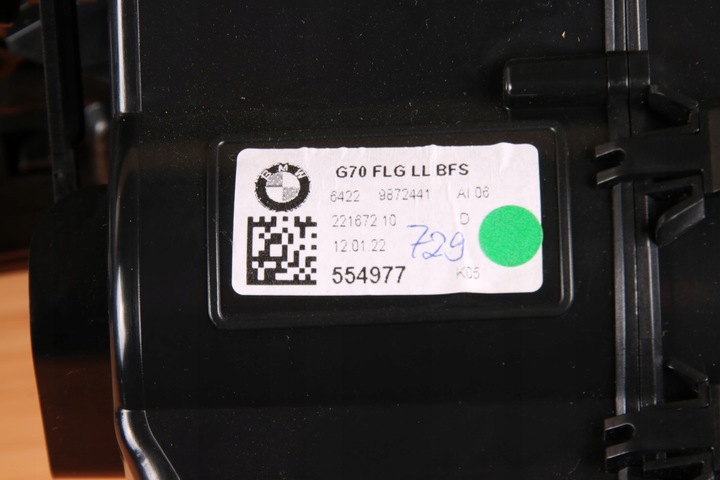 BMW
G70 FLG LL BFS
6422 9872441 AI 06
221672 10 D
12.01.22 729
554977 K05